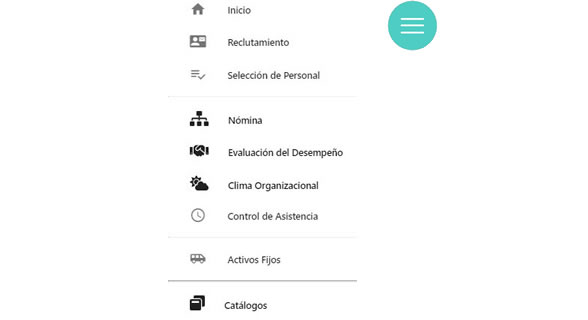 Inicio
Reclutamiento
Selección de Personal
Nómina
Evaluación del Desempeño
Clima Organizacional
Control de Asistencia
Activos Fijos
Catálogos